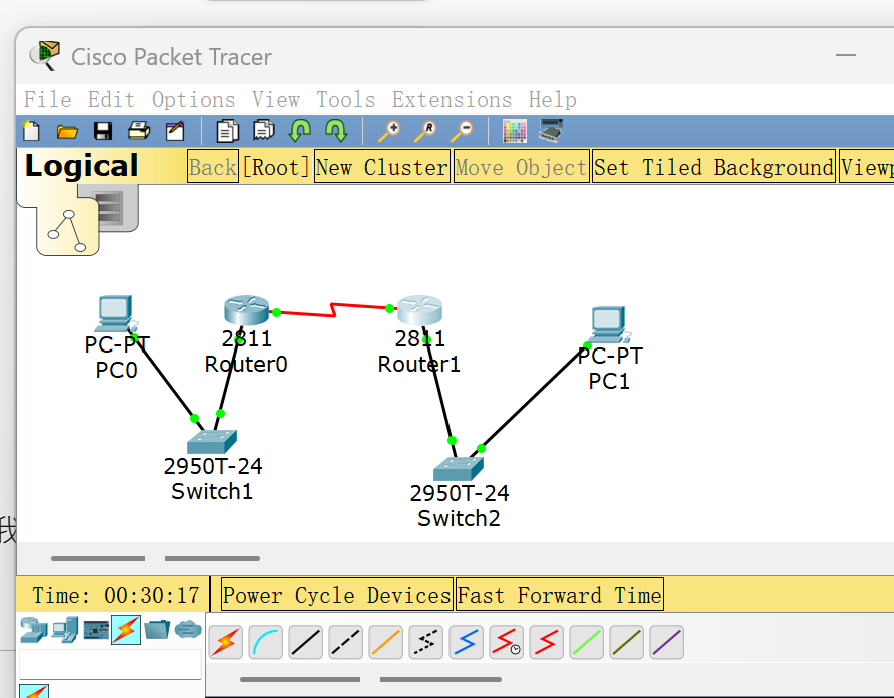 Cisco Packet Tracer
File Edit Options View Tools Extensions Help
R
Logical
Back [Root] New Cluster Move Object Set Tiled Background Viewp
PC-PT
PC0
2811
Router0
2811
Router1
PC-PT
PC1
2950T-24
Switch1
2950T-24
Switch2
我
Time: 00:30:17 Power Cycle Devices Fast Forward Time